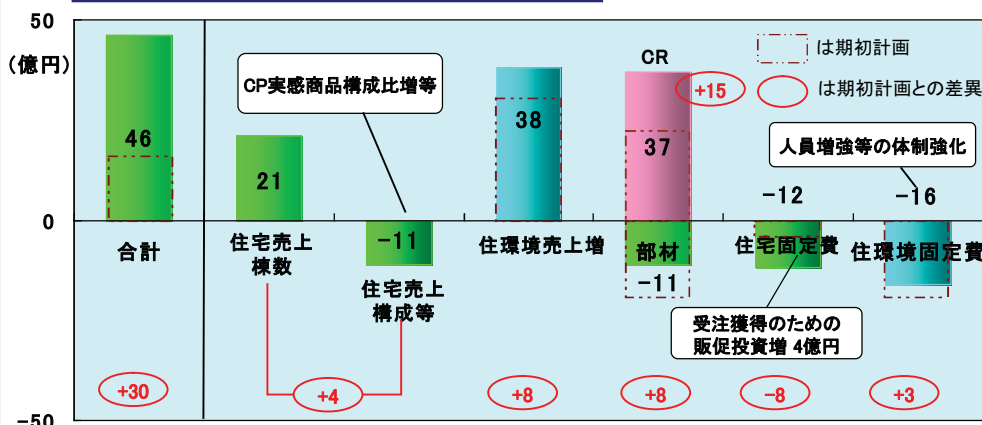 50
(億円)
0
-50
は期初計画
は期初計画との差異
CP実感商品構成比増等
人員増強等の体制強化
受注獲得のための
販促投資増 4億円
CR
+15
46
21
-11
38
37
-11
-12
-16
合計
住宅売上
棟数
住宅売上
構成等
住環境売上増
部材
住宅固定費
住環境固定費
+30
+4
+8
+8
-8
+3